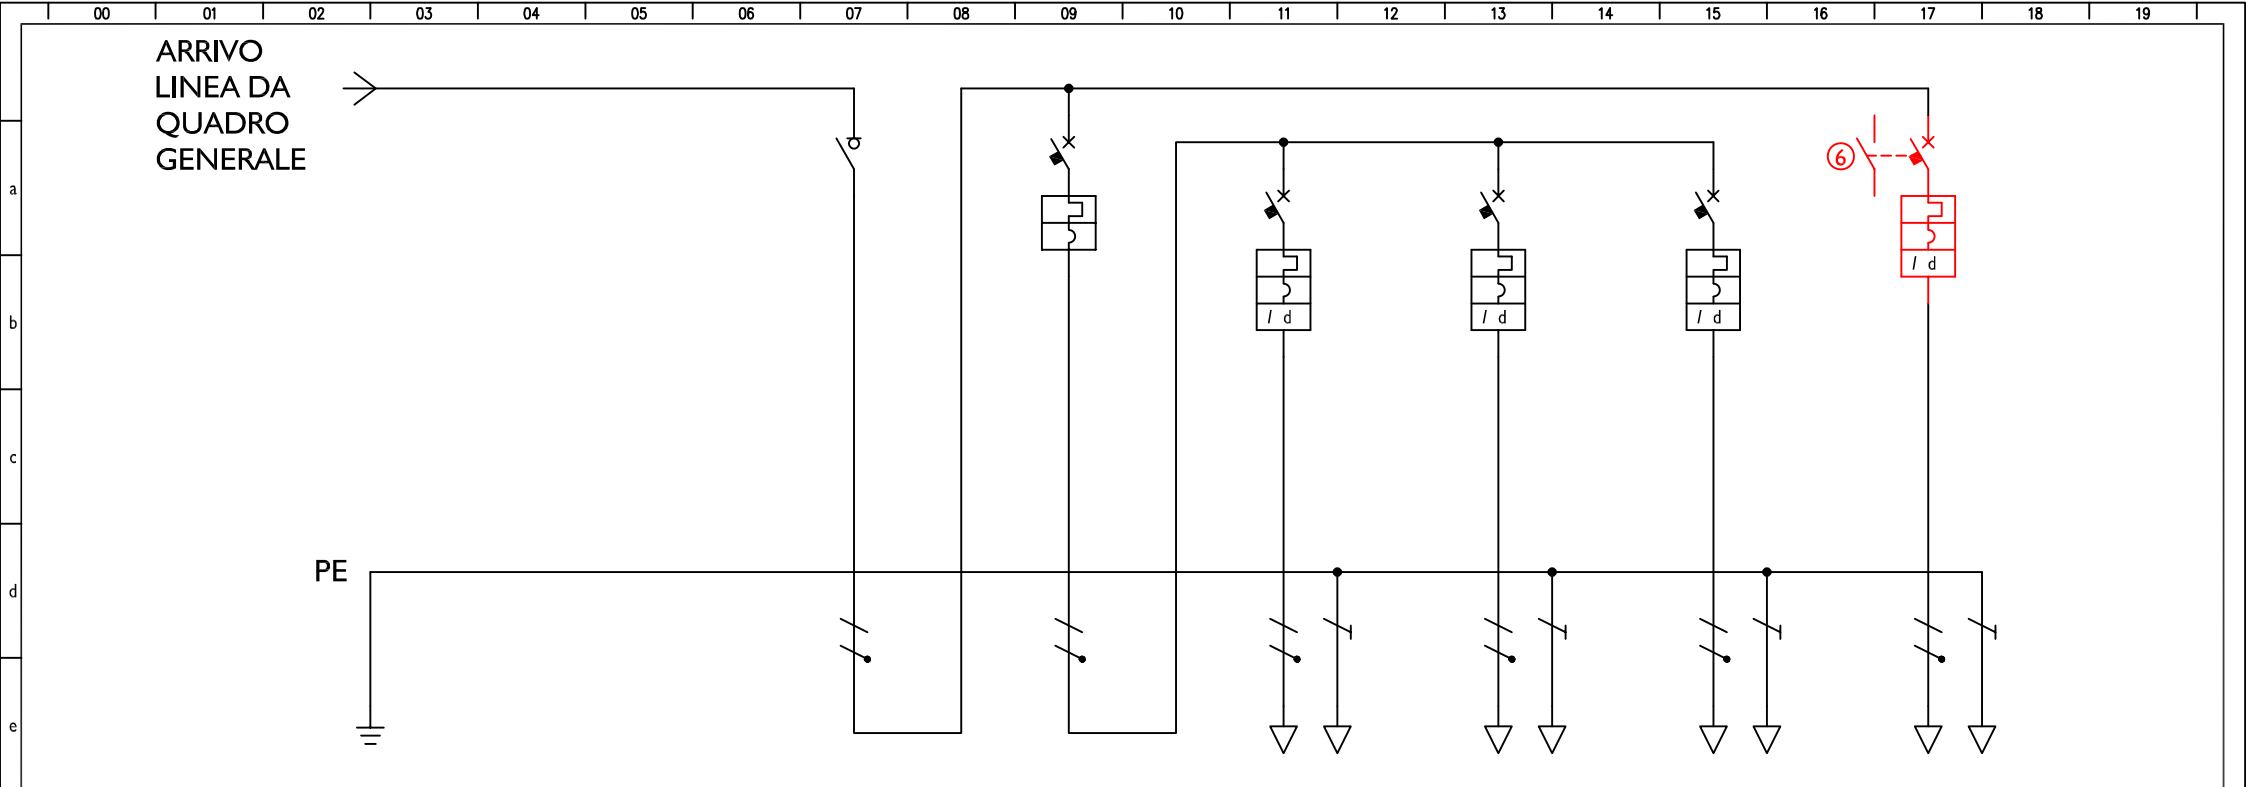 00 01 02 03 04 05 06 07 08 09 10 11 12 13 14 15 16 17 18 19
ARRIVO
LINEA DA
QUADRO
GENERALE
6
a
I d
I d I d I d
b
c
PE
d
e